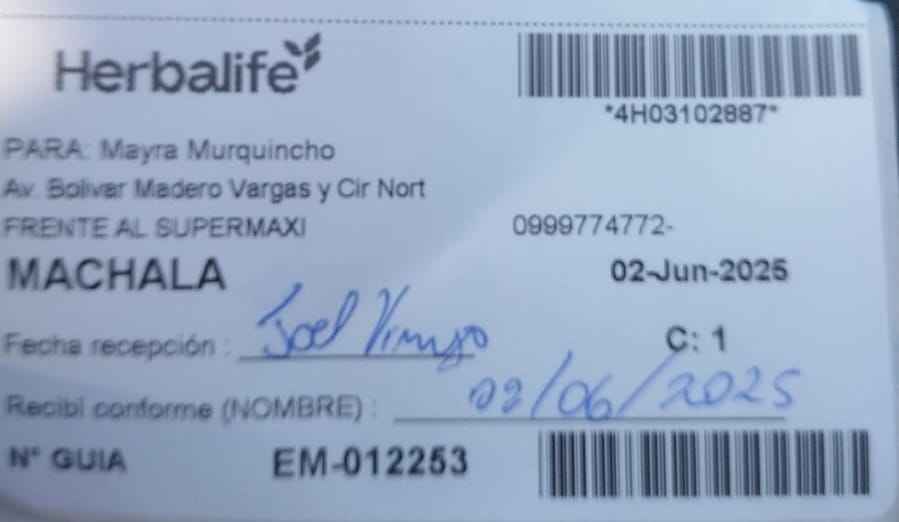 Herbalife
*4H03102887*
PARA: Mayra Murquincho
Av. Bolivar Madero Vargas y Cir Nort
FRENTE AL SUPERMAXI 0999774772-
MACHALA 02-Jun-2025
Fecha recepción : Joel
C: 1
Recibí conforme (NOMBRE) : 02/06/2025
N° GUIA EM-012253